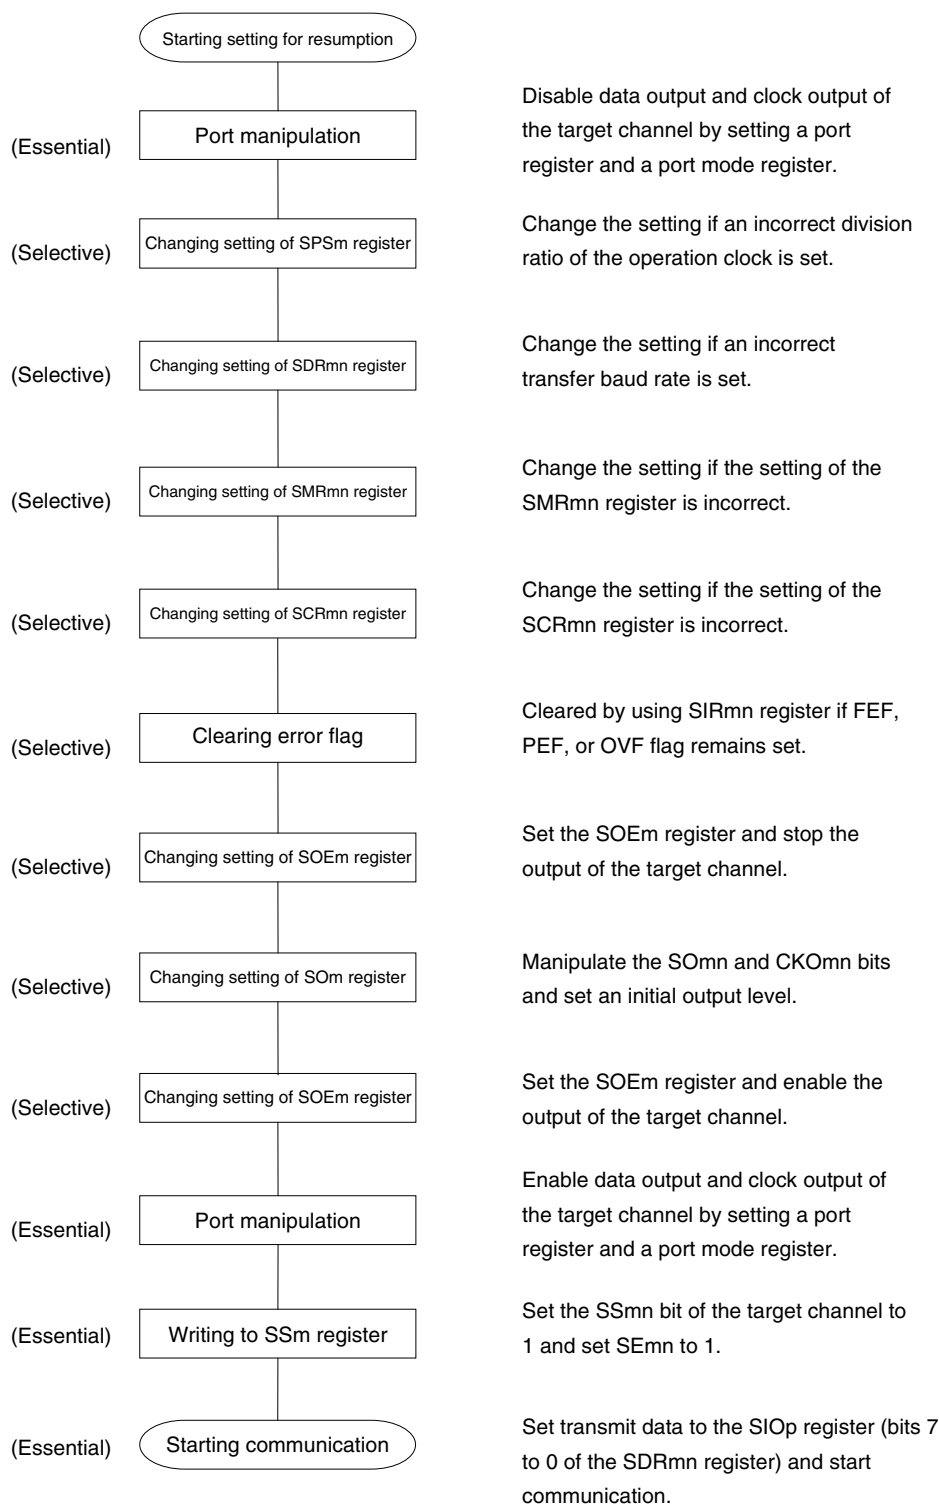 Starting setting for resumption
(Essential)
Port manipulation
Disable data output and clock output of
the target channel by setting a port
register and a port mode register.
(Selective)
Changing setting of SPSm register
Change the setting if an incorrect division
ratio of the operation clock is set.
(Selective)
Changing setting of SDRmn register
Change the setting if an incorrect
transfer baud rate is set.
(Selective)
Changing setting of SMRmn register
Change the setting if the setting of the
SMRmn register is incorrect.
(Selective)
Changing setting of SCRmn register
Change the setting if the setting of the
SCRmn register is incorrect.
(Selective)
Clearing error flag
Cleared by using SIRmn register if FEF,
PEF, or OVF flag remains set.
(Selective)
Changing setting of SOEm register
Set the SOEm register and stop the
output of the target channel.
(Selective)
Changing setting of SOm register
Manipulate the SOmn and CKOmn bits
and set an initial output level.
(Selective)
Changing setting of SOEm register
Set the SOEm register and enable the
output of the target channel.
(Essential)
Port manipulation
Enable data output and clock output of
the target channel by setting a port
register and a port mode register.
(Essential)
Writing to SSm register
Set the SSmn bit of the target channel to
1 and set SEmn to 1.
(Essential)
Starting communication
Set transmit data to the SIOp register (bits 7
to 0 of the SDRmn register) and start
communication.